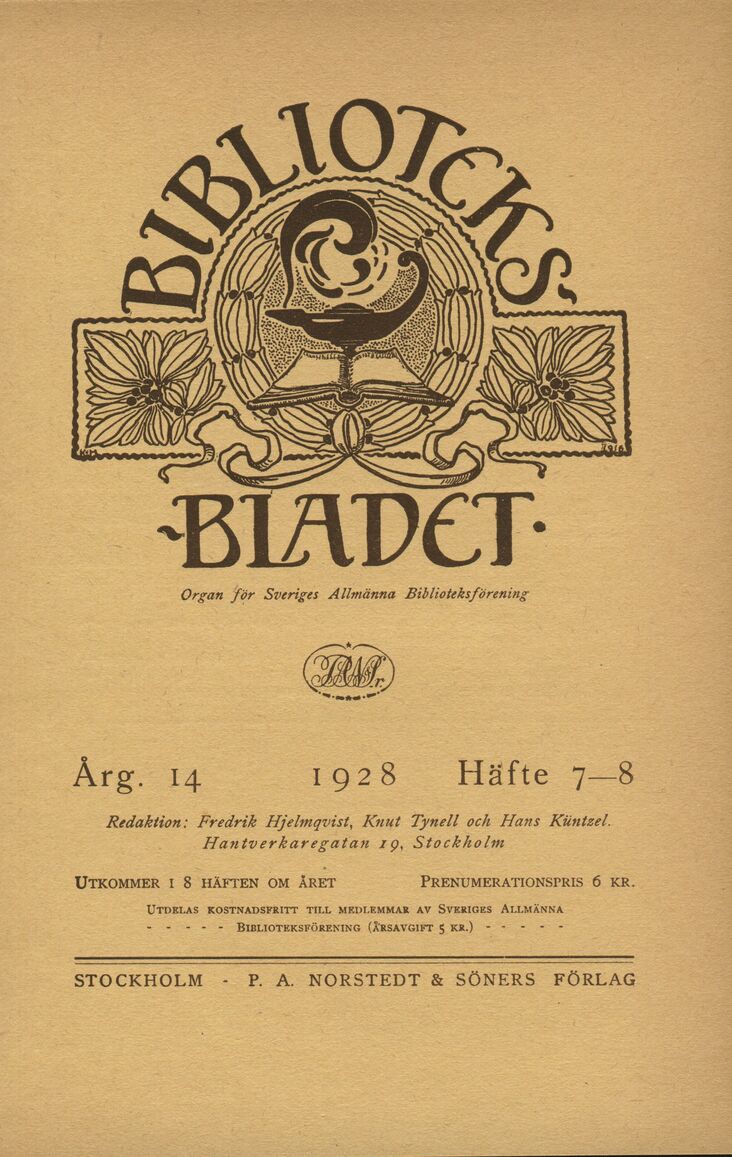 BIBLIOTEKS-
BLADET
Organ för Sveriges Allmänna Biblioteksförening
Årg. 14 1928 Häfte 7—8
Redaktion: Fredrik Hjelmqvist, Knut Tynell och Hans Küntzel.
Hantverkaregatan 19, Stockholm
UTKOMMER I 8 HÄFTEN OM ÅRET PRENUMERATIONSPRIS 6 KR.
UTDELAS KOSTNADSFRITT TILL MEDLEMMAR AV SVERIGES ALLMÄNNA
- - - - - BIBLIOTEKSFÖRENING (ÅRSAVGIFT 5 KR.) - - - - -
STOCKHOLM - P. A. NORSTEDT & SÖNERS FÖRLAG